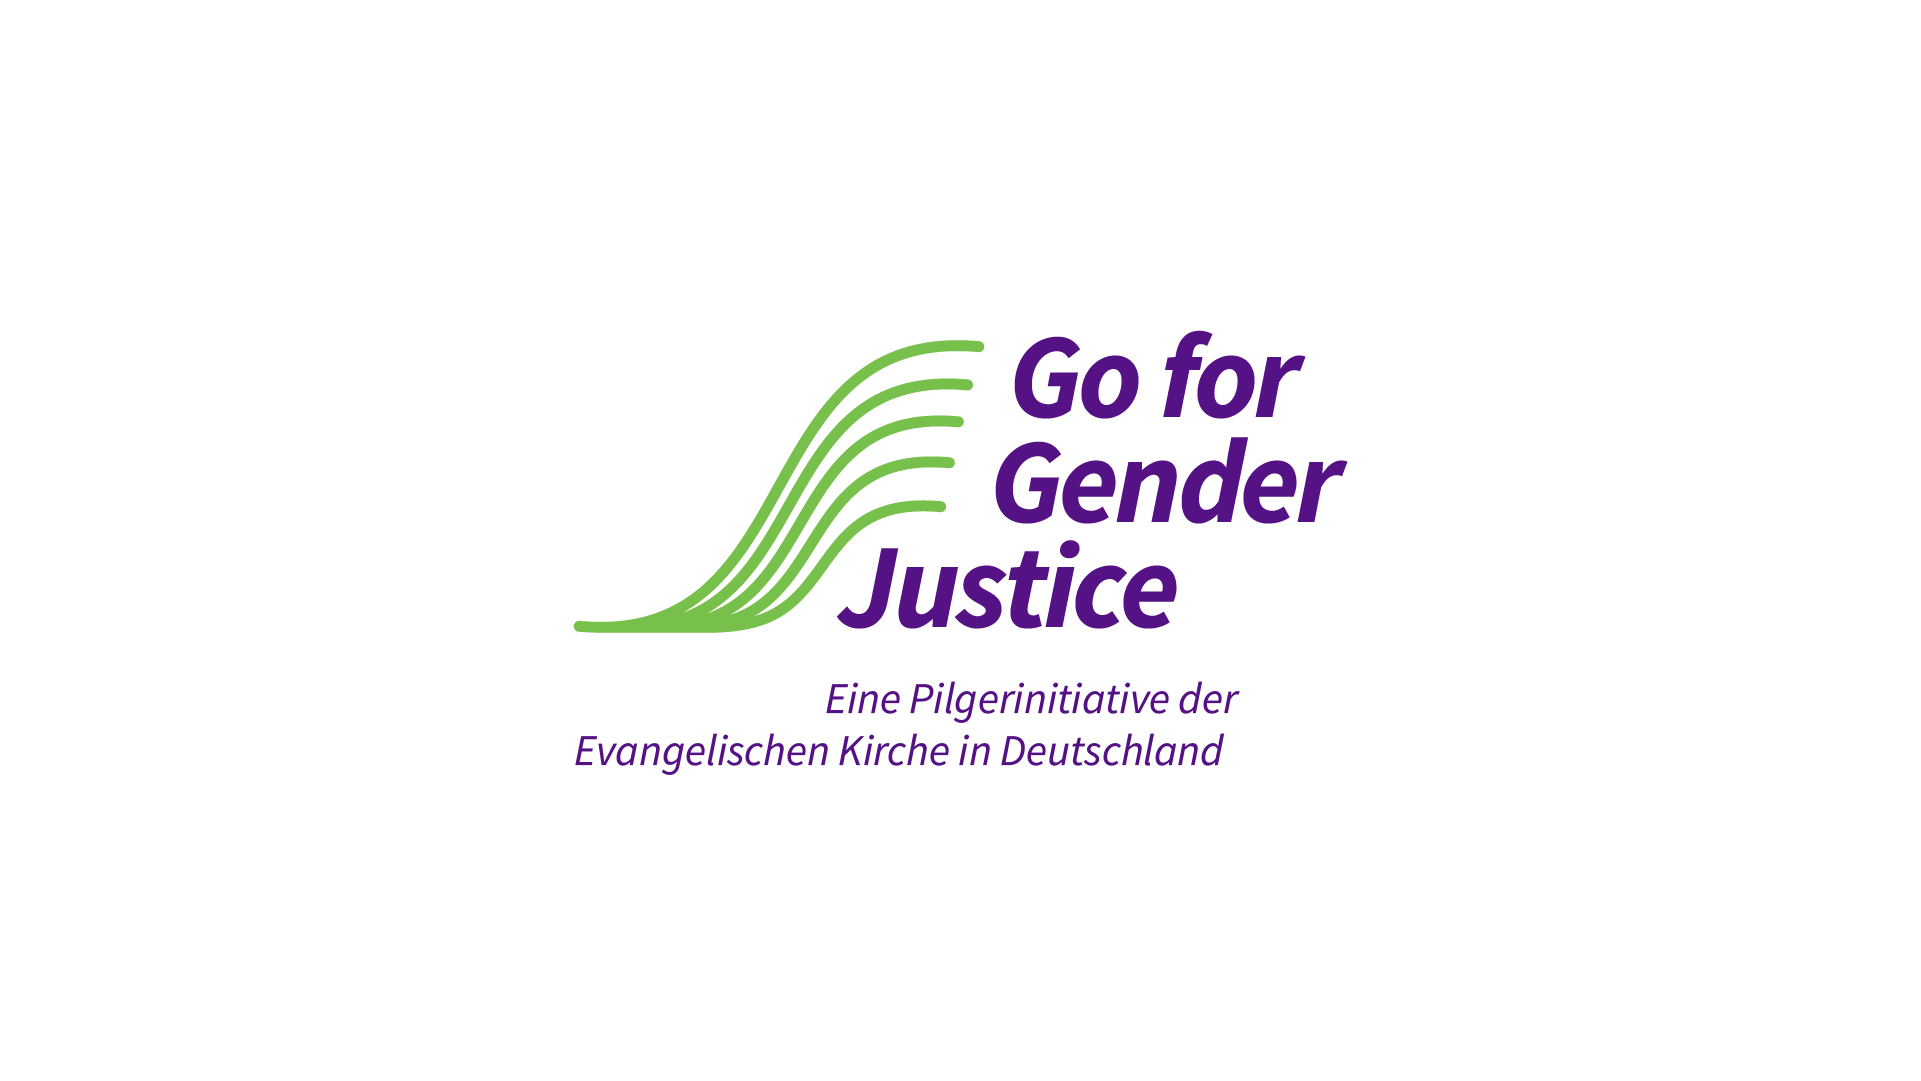 Go for
Gender
Justice
Eine Pilgerinitiative der
Evangelischen Kirche in Deutschland